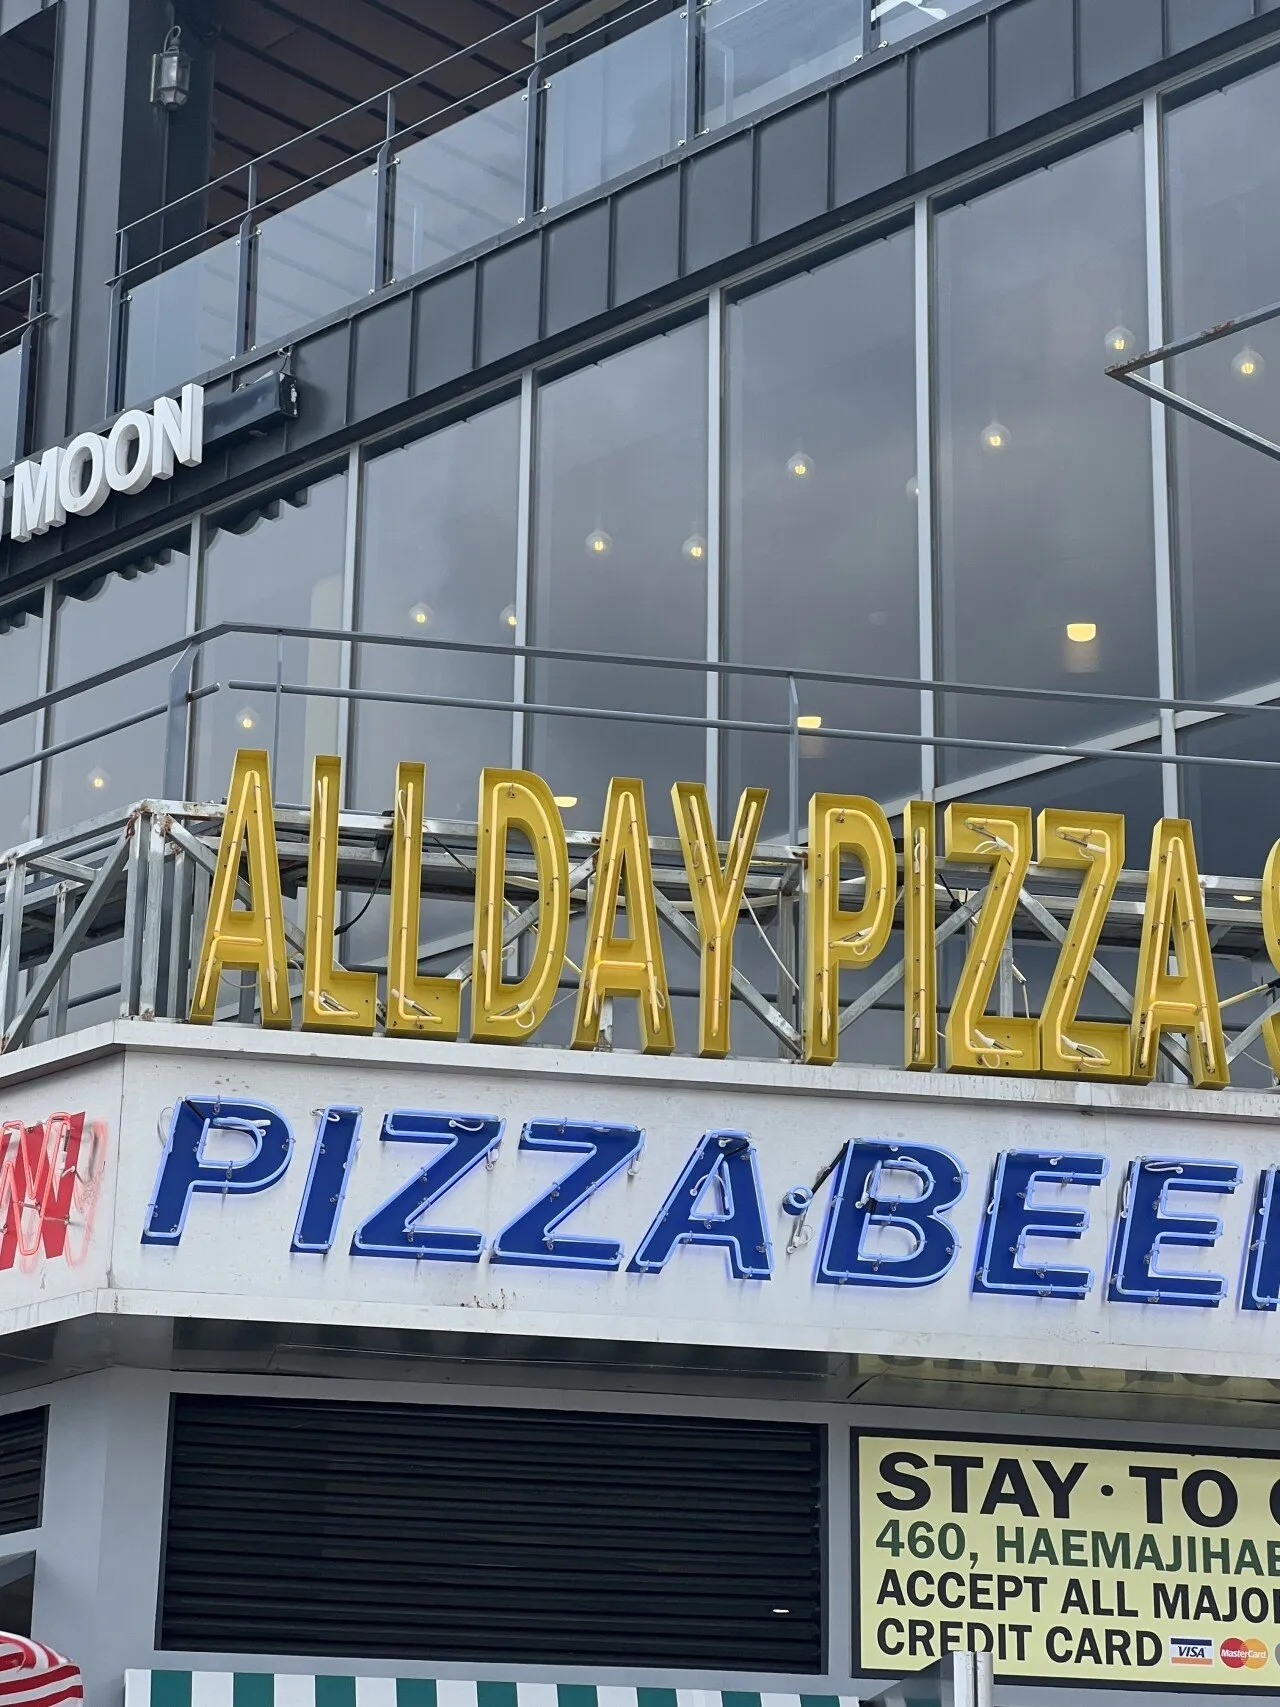 MOON
ALLDAY PIZZA
PIZZA·BEE
STAY·TO
460, HAEMAJIHAE
ACCEPT ALL MAJO
CREDIT CARD VISA MasterCard